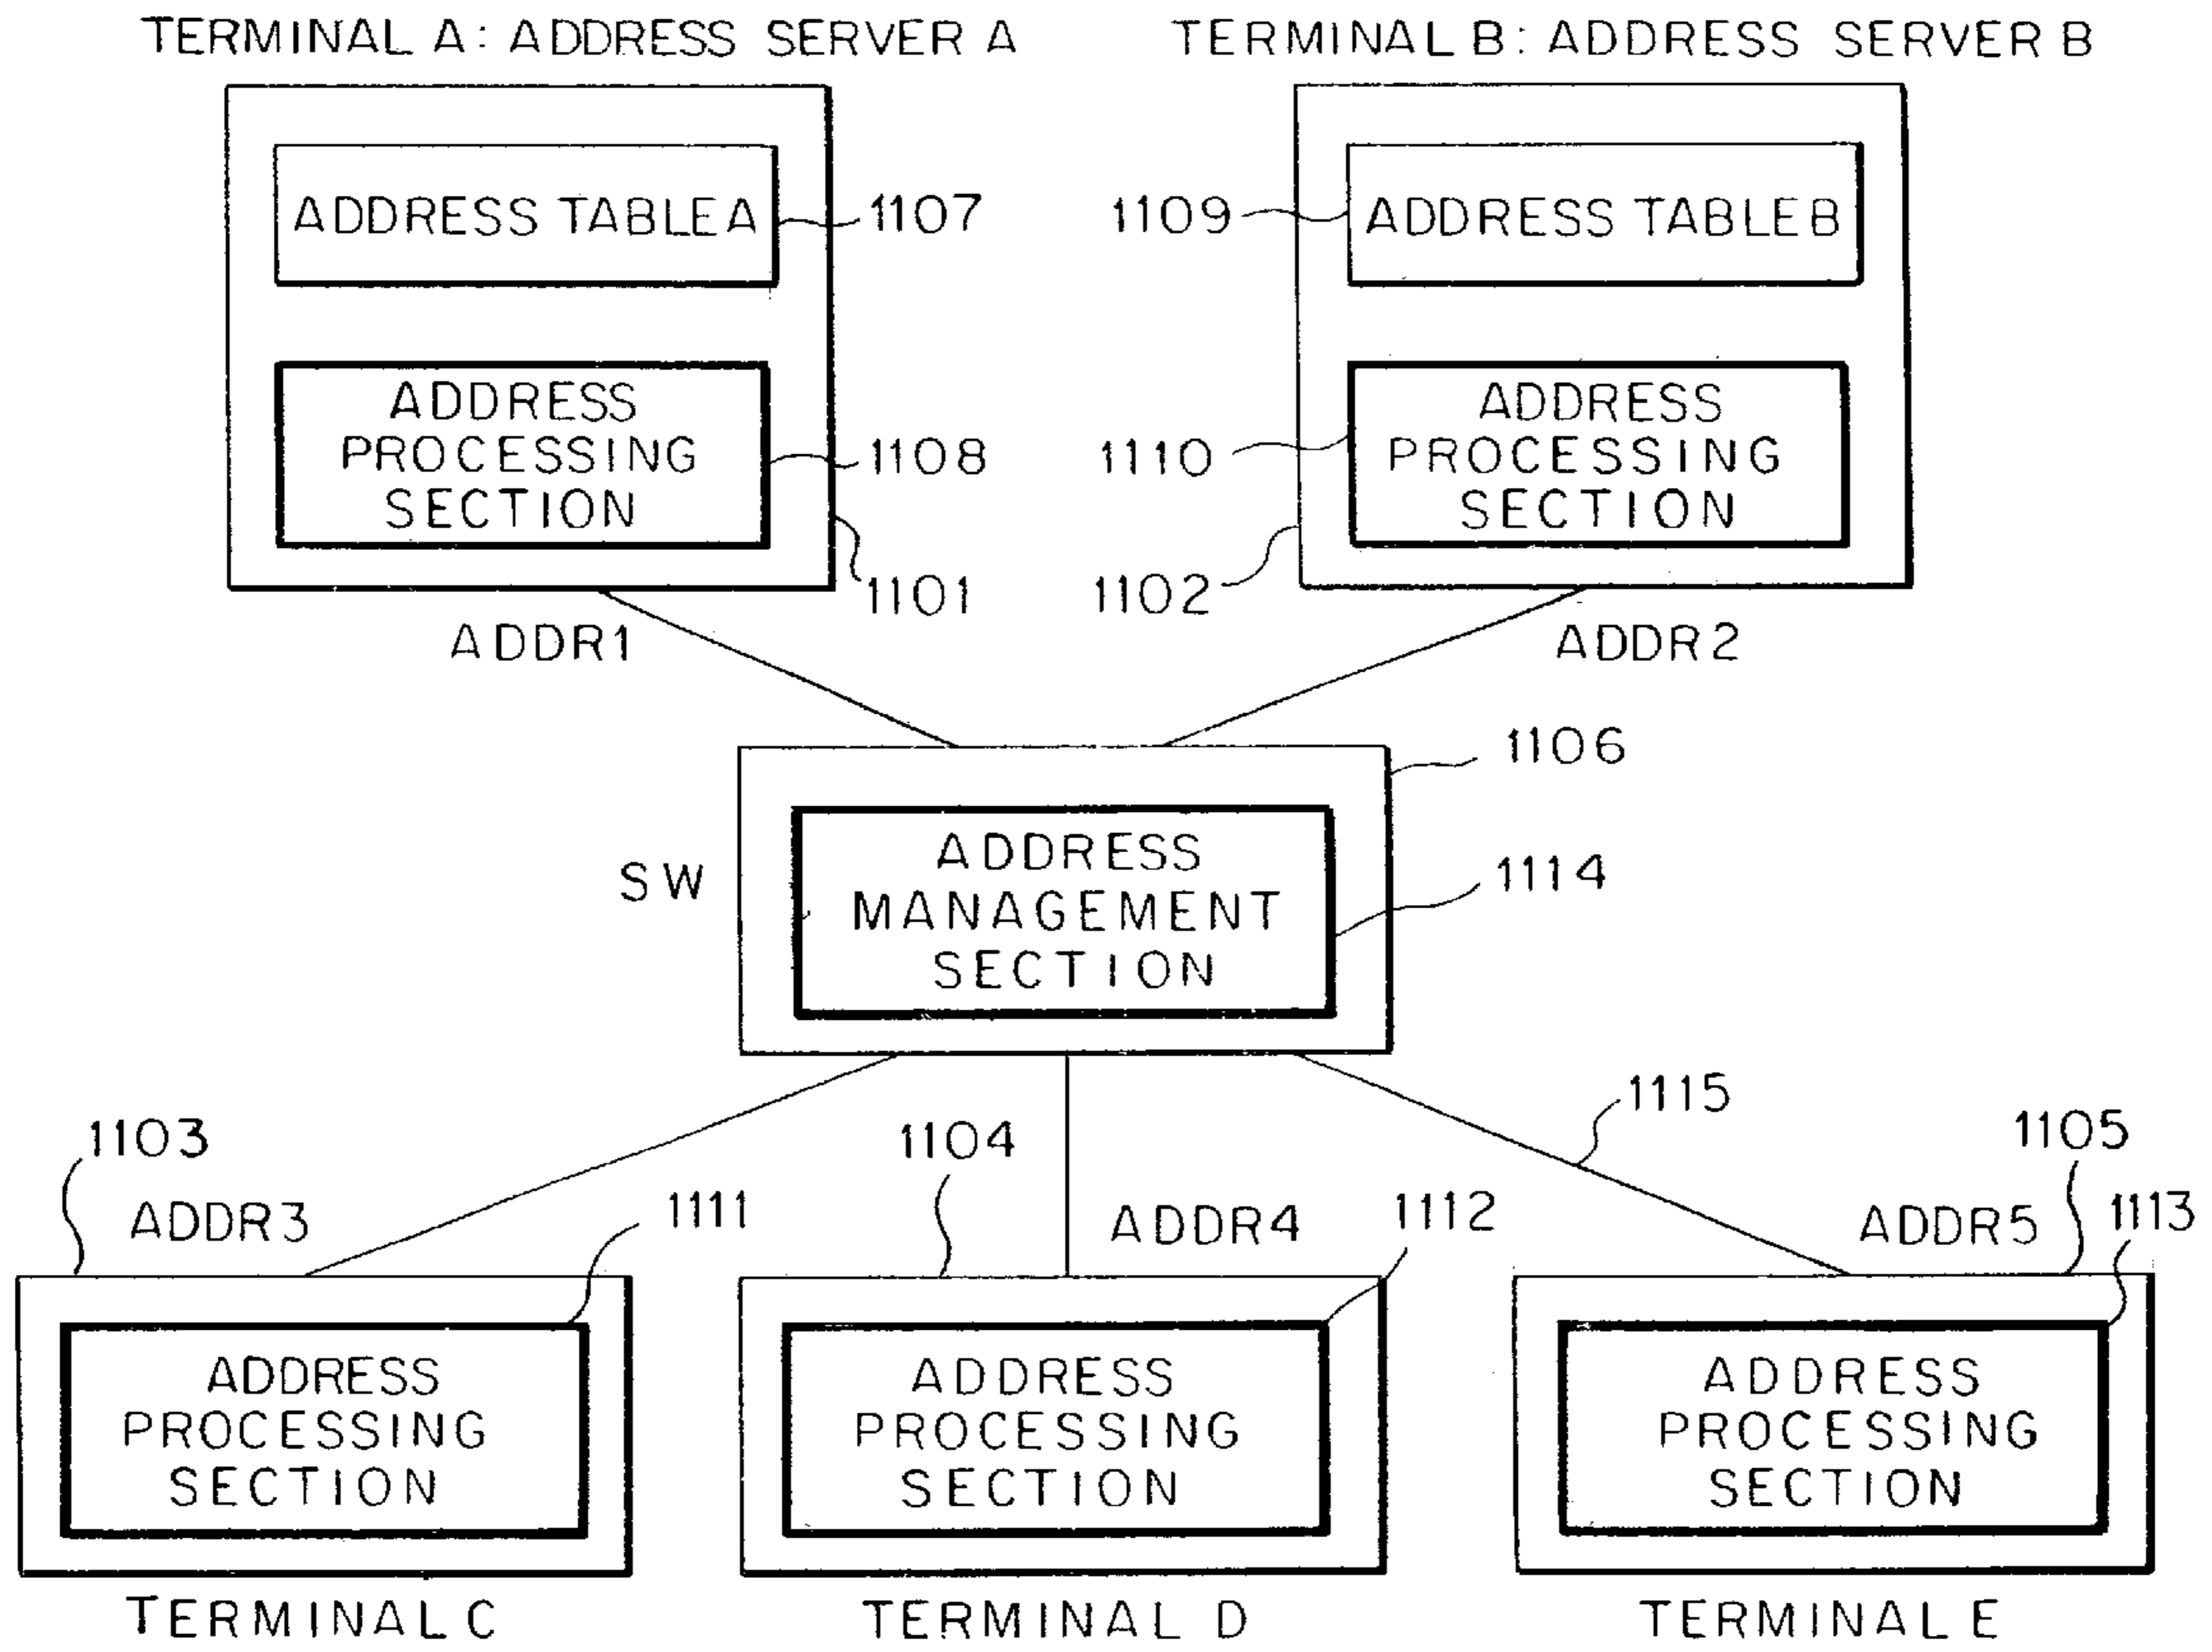 TERMINAL A: ADDRESS SERVER A
TERMINAL B: ADDRESS SERVER B
ADDRESS TABLE A
1107
1109
ADDRESS TABLE B
ADDRESS
PROCESSING
SECTION
1108
1110
ADDRESS
PROCESSING
SECTION
1101
1102
ADDR1
ADDR2
1106
SW
ADDRESS
MANAGEMENT
SECTION
1114
1115
1103
1104
1105
ADDR3
1111
ADDR4
1112
ADDR5
1113
ADDRESS
PROCESSING
SECTION
ADDRESS
PROCESSING
SECTION
ADDRESS
PROCESSING
SECTION
TERMINAL C
TERMINAL D
TERMINAL E